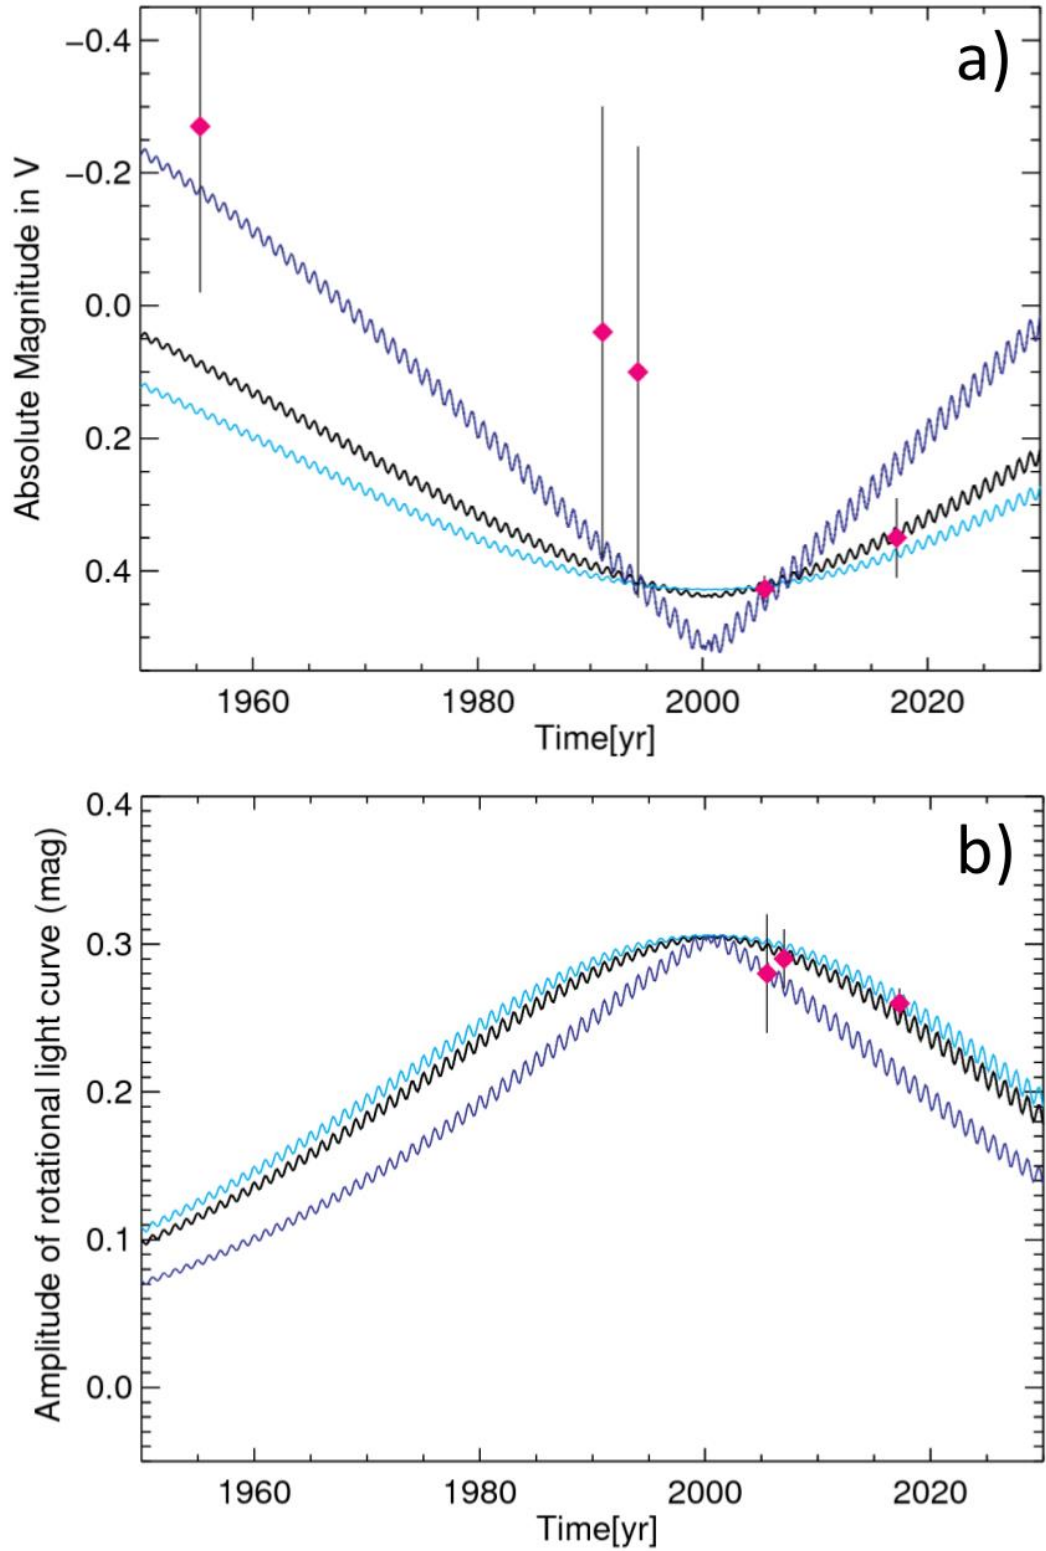 a)
Absolute Magnitude in V
−0.4
−0.2
0.0
0.2
0.4
1960 1980 2000 2020
Time[yr]
b)
Amplitude of rotational light curve (mag)
0.4
0.3
0.2
0.1
0.0
1960 1980 2000 2020
Time[yr]